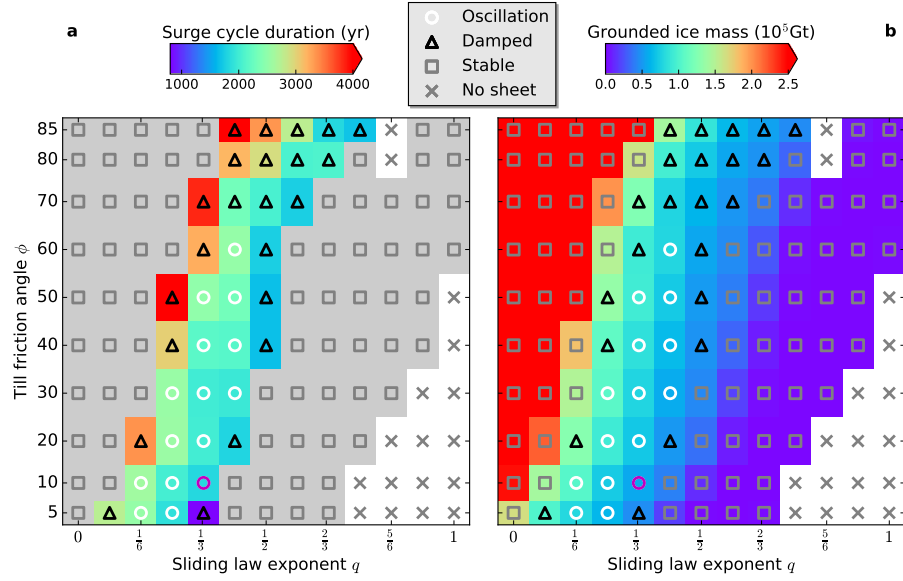 a
Surge cycle duration (yr)
1000 2000 3000 4000
Oscillation
Damped
Stable
No sheet
Grounded ice mass (10⁵Gt)
b
0.0 0.5 1.0 1.5 2.0 2.5
Till friction angle ϕ
85
80
70
60
50
40
30
20
10
5
0 1/6 1/3 1/2 2/3 5/6 1
Sliding law exponent q
0 1/6 1/3 1/2 2/3 5/6 1
Sliding law exponent q